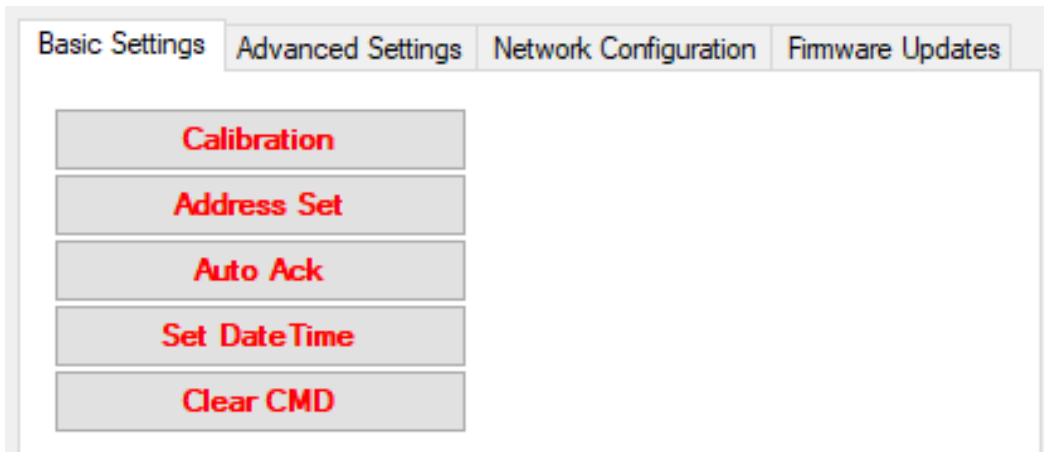 Basic Settings Advanced Settings Network Configuration Firmware Updates
Calibration
Address Set
Auto Ack
Set DateTime
Clear CMD